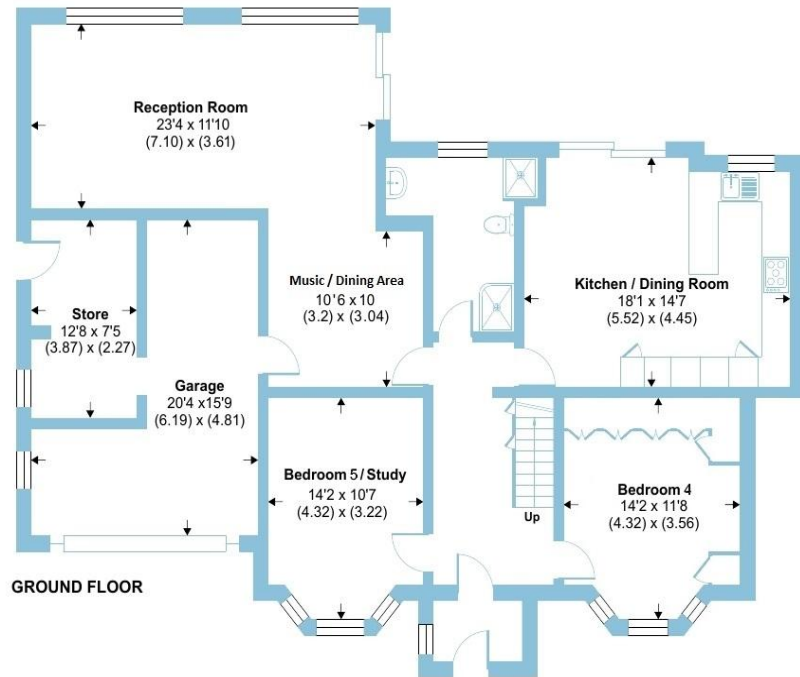 Reception Room
23'4 x 11'10
(7.10) x (3.61)
Music / Dining Area
10'6 x 10
(3.2) x (3.04)
Kitchen / Dining Room
18'1 x 14'7
(5.52) x (4.45)
Store
12'8 x 7'5
(3.87) x (2.27)
Garage
20'4 x15'9
(6.19) x (4.81)
Bedroom 5 / Study
14'2 x 10'7
(4.32) x (3.22)
Up
Bedroom 4
14'2 x 11'8
(4.32) x (3.56)
GROUND FLOOR